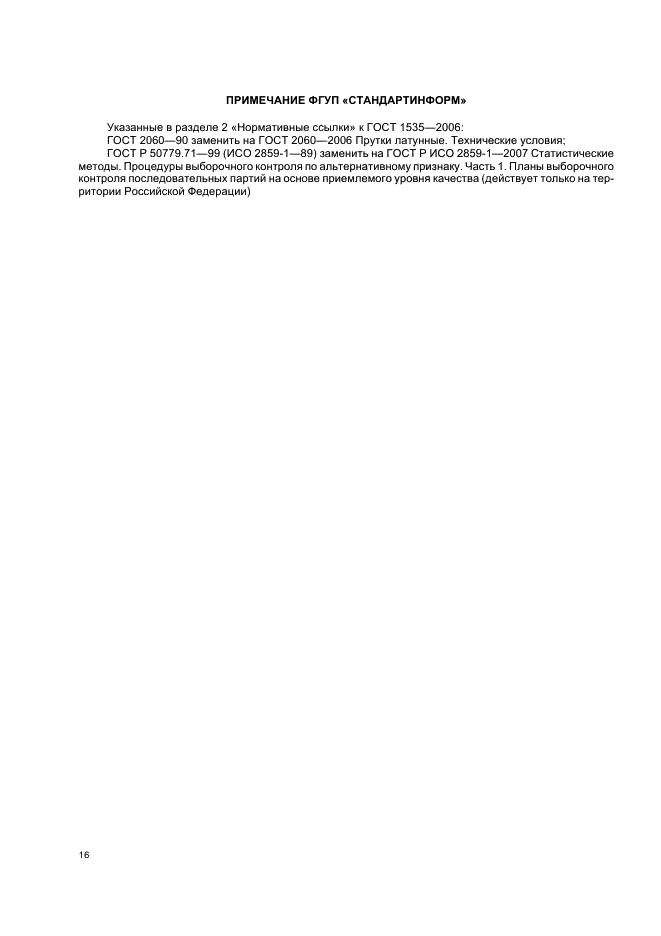 ПРИМЕЧАНИЕ ФГУП «СТАНДАРТИНФОРМ»
Указанные в разделе 2 «Нормативные ссылки» к ГОСТ 1535—2006:
ГОСТ 2060—90 заменить на ГОСТ 2060—2006 Прутки латунные. Технические условия;
ГОСТ Р 50779.71—99 (ИСО 2859-1—89) заменить на ГОСТ Р ИСО 2859-1—2007 Статистические
методы. Процедуры выборочного контроля по альтернативному признаку. Часть 1. Планы выборочного
контроля последовательных партий на основе приемлемого уровня качества (действует только на тер-
ритории Российской Федерации)
16